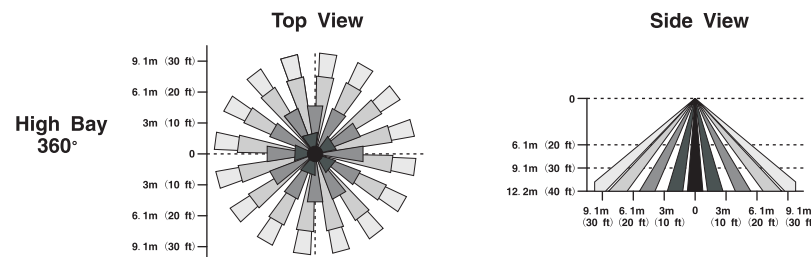 Top View
9.1m (30 ft)
6.1m (20 ft)
3m (10 ft)
0
3m (10 ft)
6.1m (20 ft)
9.1m (30 ft)
High Bay
360°
Side View
0
6.1m (20 ft)
9.1m (30 ft)
12.2m (40 ft)
9.1m 6.1m 3m 0 3m 6.1m 9.1m
(30 ft) (20 ft) (10 ft) (10 ft) (20 ft) (30 ft